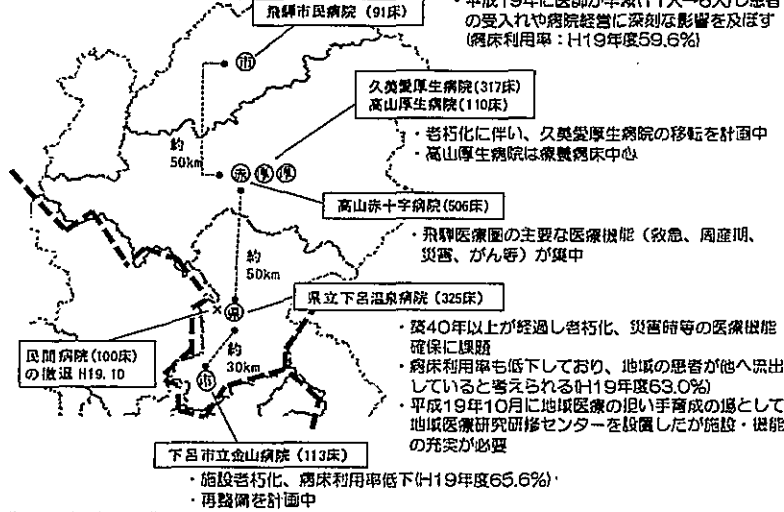 飛騨市民病院（91床）
・平成19年に医師が半減（11人→6人）し患者
の受入れや病院経営に深刻な影響を及ぼす
（病床利用率：H19年度59.6%）
市
久美愛厚生病院（317床）
高山厚生病院（110床）
・老朽化に伴い、久美愛厚生病院の移転を計画中
・高山厚生病院は療養病床中心
約
50km
赤 厚 厚
高山赤十字病院（506床）
・飛騨医療圏の主要な医療機能（救急、周産期、
災害、がん等）が集中
約
50km
県立下呂温泉病院（325床）
×県
・築40年以上が経過し老朽化、災害時等の医療機能
確保に課題
・病床利用率も低下しており、地域の患者が他へ流出
していると考えられる（H19年度63.0%）
・平成19年10月に地域医療の担い手育成の場として
地域医療研究研修センターを設置したが施設・機能
の充実が必要
民間病院（100床）
の撤退 H19.10
約
30km
市
下呂市立金山病院（113床）
・施設老朽化、病床利用率低下（H19年度65.6%）
・再整備を計画中